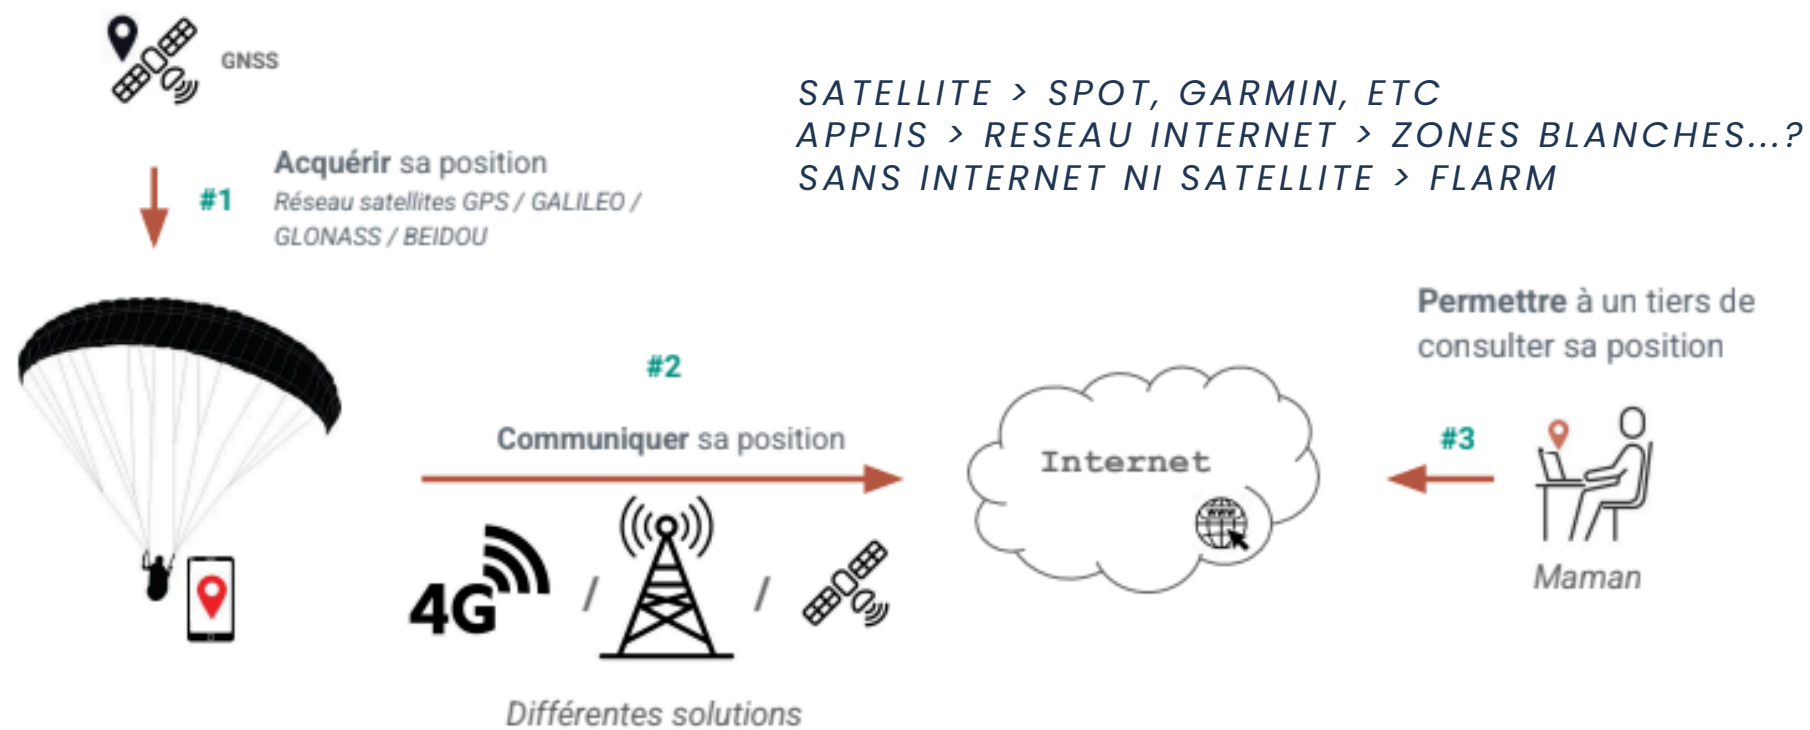 GNSS
SATELLITE > SPOT, GARMIN, ETC
APPLIS > RESEAU INTERNET > ZONES BLANCHES...?
SANS INTERNET NI SATELLITE > FLARM
Acquérir sa position
#1
Réseau satellites GPS / GALILEO /
GLONASS / BEIDOU
Permettre à un tiers de
consulter sa position
#2
Communiquer sa position
Internet
www
#3
4G
/
/
Maman
Différentes solutions